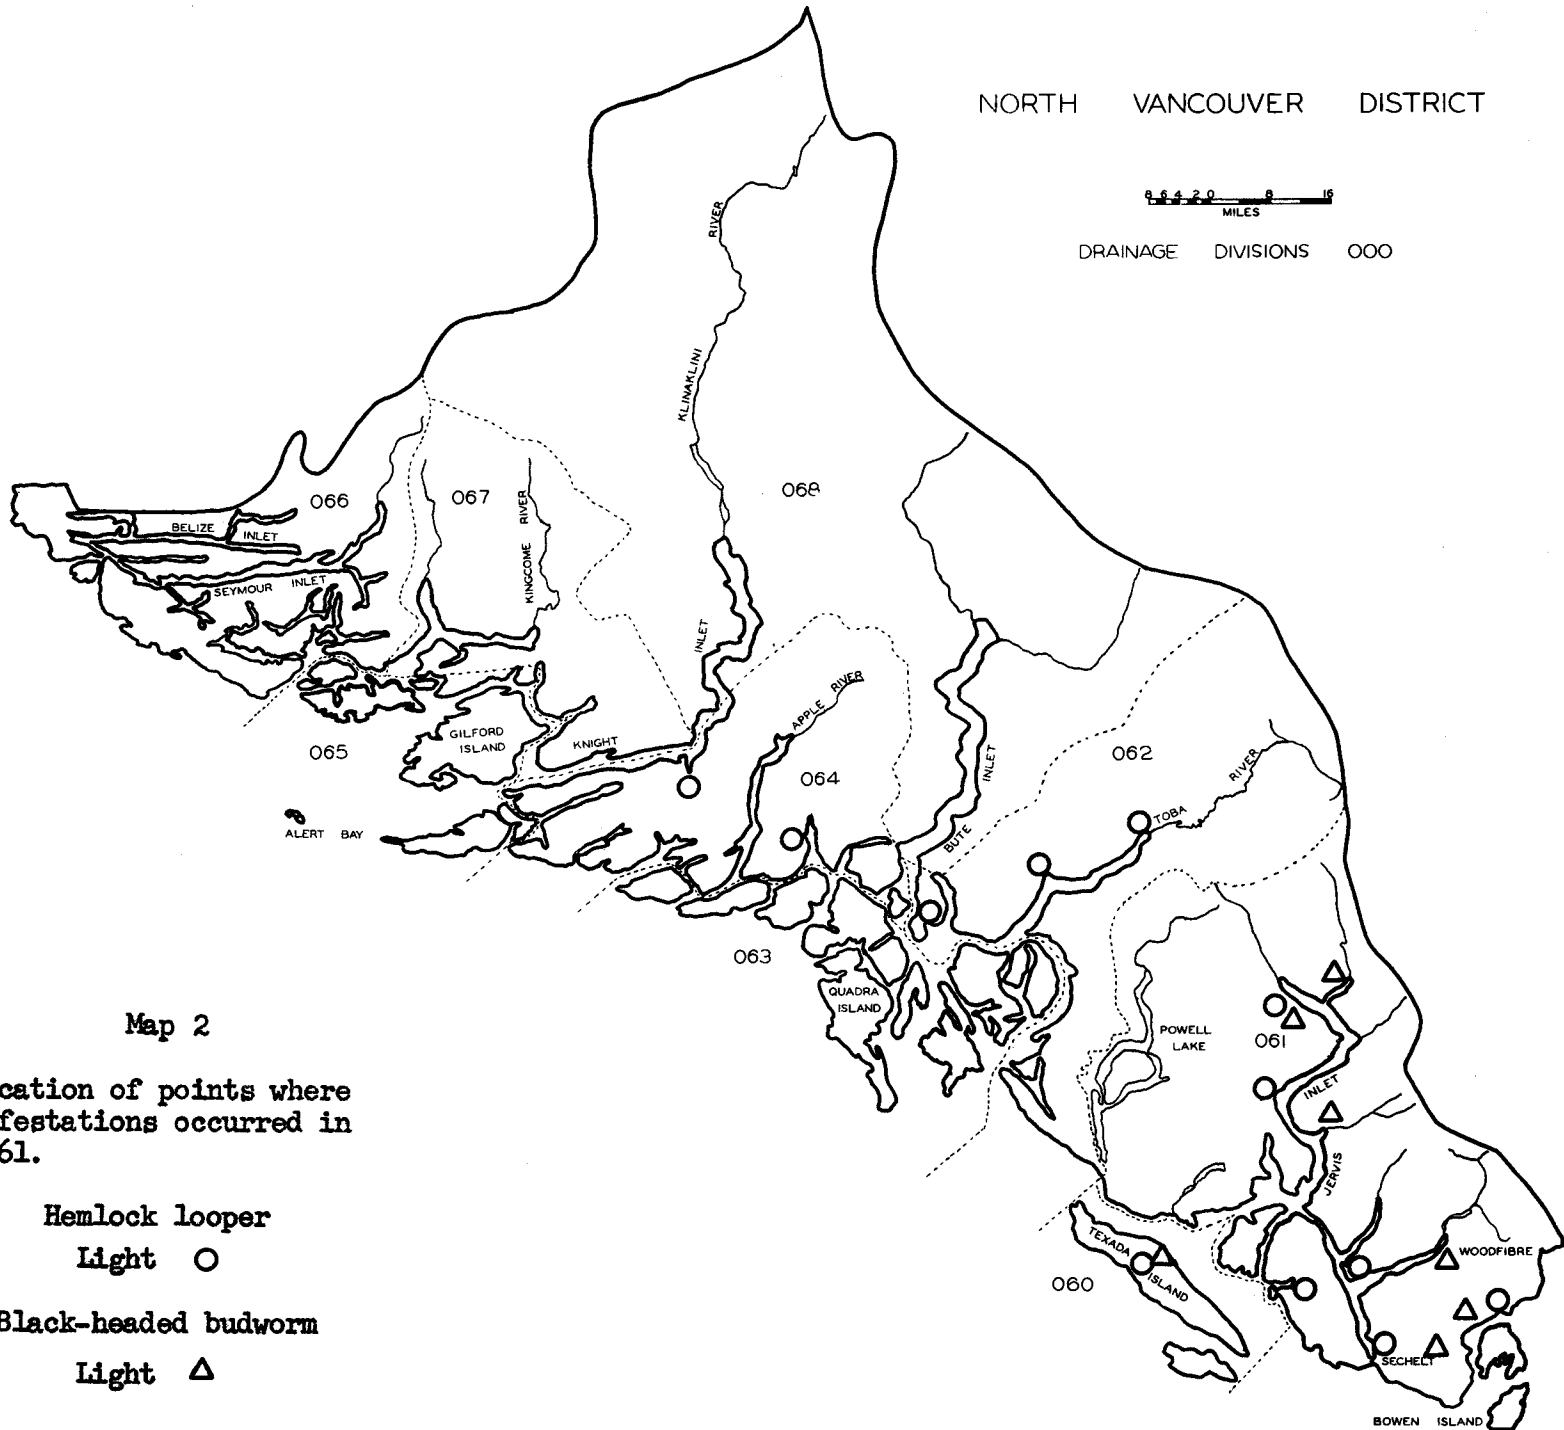 NORTH VANCOUVER DISTRICT
8 6 4 2 0 8 16
MILES
DRAINAGE DIVISIONS 000
RIVER
KLINAKLINI
066
067
068
KINGCOME RIVER
BELIZE INLET
SEYMOUR INLET
INLET
APPLE RIVER
GILFORD
ISLAND
KNIGHT
065
064
062
INLET
RIVER
TOBA
BUTE
ALERT BAY
063
QUADRA
ISLAND
POWELL
LAKE
061
INLET
JERVIS
Map 2
cation of points where
festations occurred in
61.
Hemlock looper
Light
Black-headed budworm
Light
TEXADA
ISLAND
060
WOODFIBRE
SECHELT
BOWEN ISLAND